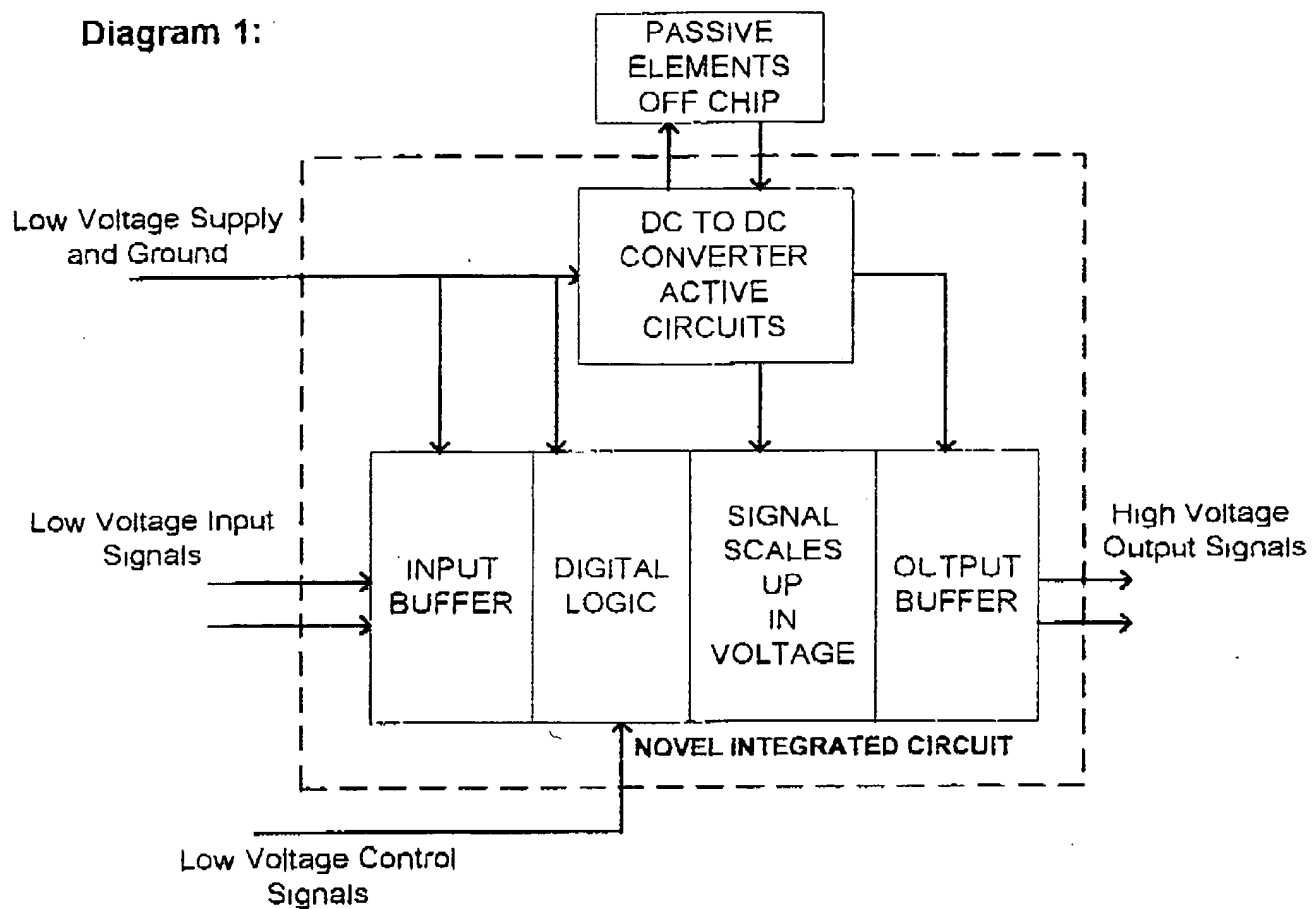 Diagram 1:
PASSIVE
ELEMENTS
OFF CHIP
Low Voltage Supply
and Ground
DC TO DC
CONVERTER
ACTIVE
CIRCUITS
Low Voltage Input
Signals
INPUT
BUFFER
DIGITAL
LOGIC
SIGNAL
SCALES
UP
IN
VOLTAGE
OUTPUT
BUFFER
High Voltage
Output Signals
NOVEL INTEGRATED CIRCUIT
Low Voltage Control
Signals